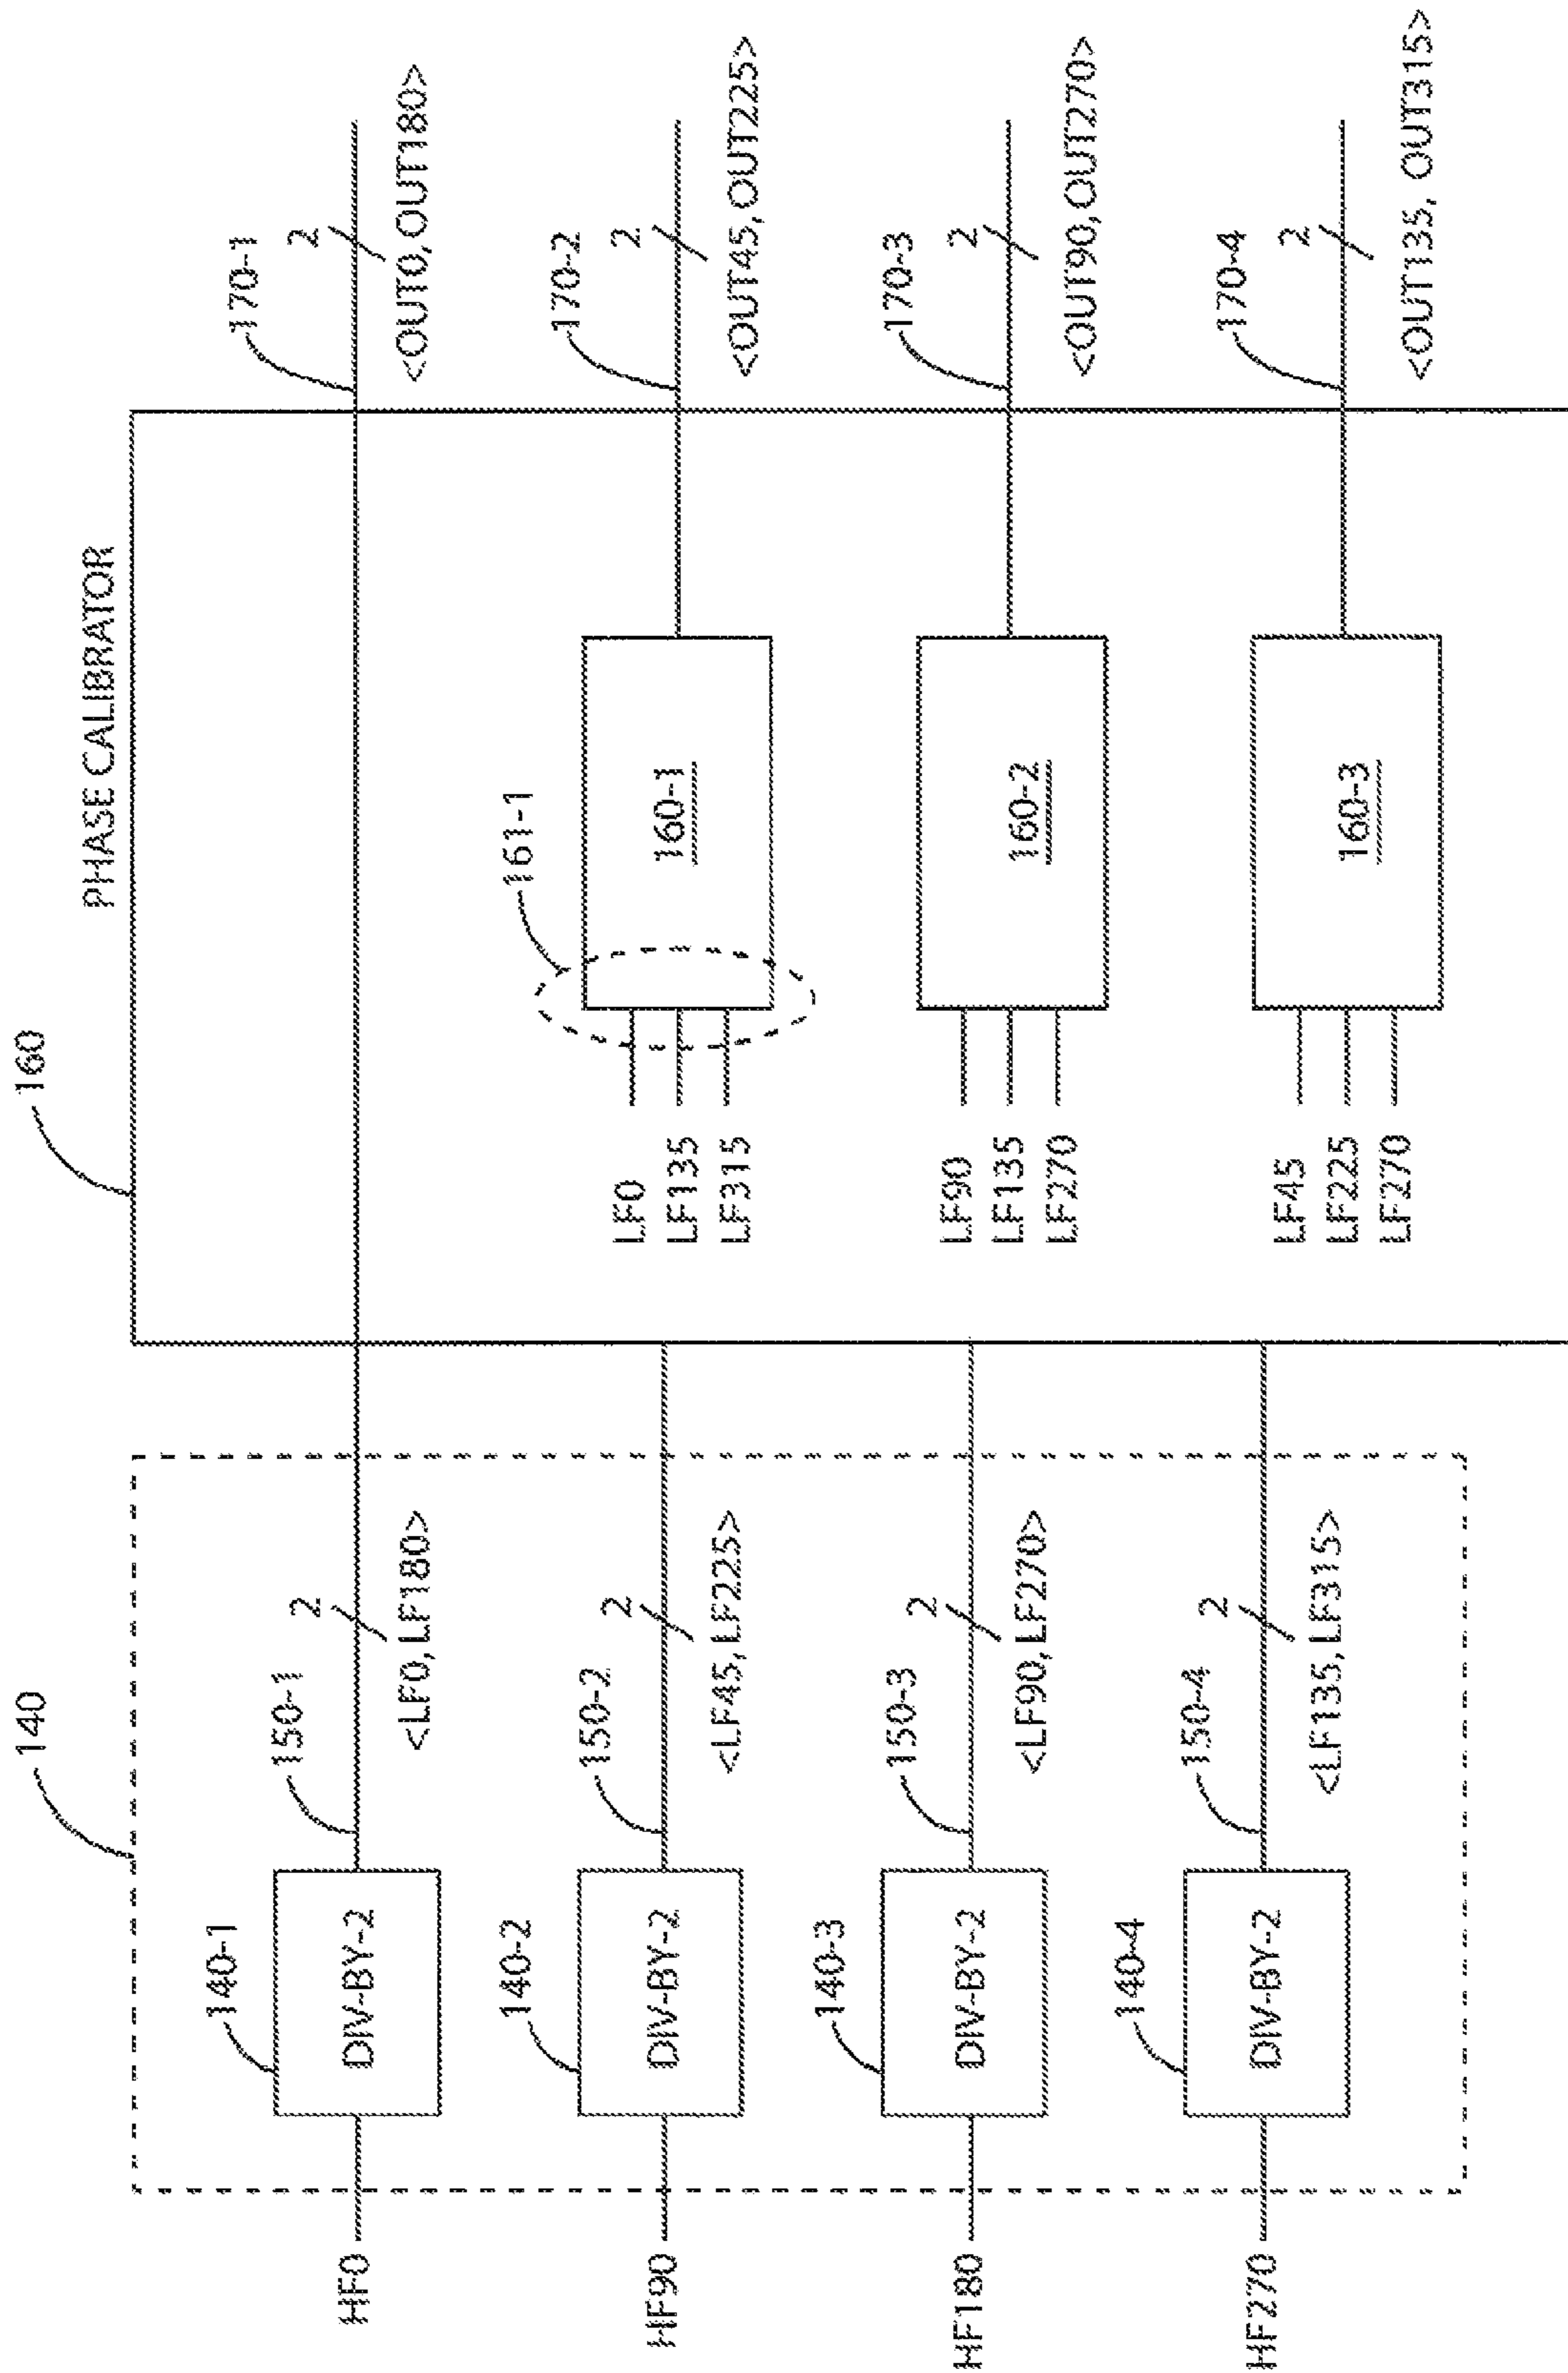 140
160
PHASE CALIBRATOR
HF0
140-1
DIV-BY-2
150-1
2
<LF0,LF180>
170-1
2
<OUT0,OUT180>
HF90
140-2
DIV-BY-2
150-2
2
<LF45,LF225>
161-1
LF0
LF135
LF315
160-1
170-2
2
<OUT45,OUT225>
HF180
140-3
DIV-BY-2
150-3
2
<LF90,LF270>
LF90
LF135
LF270
160-2
170-3
2
<OUT90,OUT270>
HF270
140-4
DIV-BY-2
150-4
2
<LF135,LF315>
LF45
LF225
LF270
160-3
170-4
2
<OUT135, OUT315>